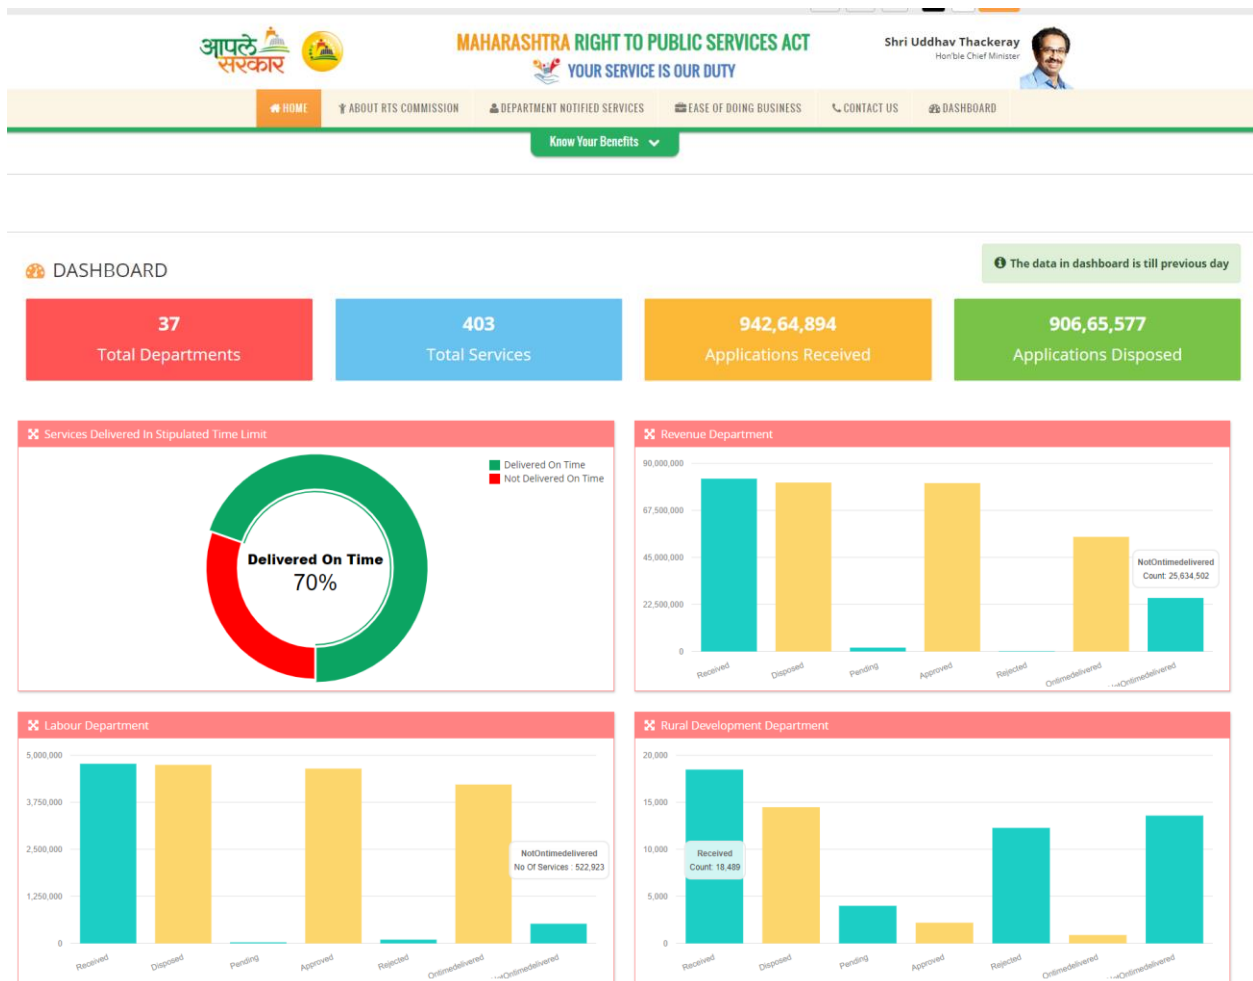 आपले
सरकार
MAHARASHTRA RIGHT TO PUBLIC SERVICES ACT
YOUR SERVICE IS OUR DUTY
Shri Uddhav Thackeray
Hon'ble Chief Minister
HOME ABOUT RTS COMMISSION DEPARTMENT NOTIFIED SERVICES EASE OF DOING BUSINESS CONTACT US DASHBOARD
Know Your Benefits
DASHBOARD
The data in dashboard is till previous day
37
Total Departments
403
Total Services
942,64,894
Applications Received
906,65,577
Applications Disposed
Services Delivered In Stipulated Time Limit
Delivered On Time
Not Delivered On Time
Delivered On Time
70%
Revenue Department
90,000,000
67,500,000
45,000,000
22,500,000
0
NotOntimedelivered
Count: 25,634,502
Received Disposed Pending Approved Rejected Ontimedelivered Ontimedelivered
Labour Department
5,000,000
3,750,000
2,500,000
1,250,000
0
NotOntimedelivered
No Of Services : 522,923
Received Disposed Pending Approved Rejected Ontimedelivered Ontimedelivered
Rural Development Department
20,000
15,000
10,000
5,000
0
Received
Count: 18,489
Received Disposed Pending Approved Rejected Ontimedelivered Ontimedelivered